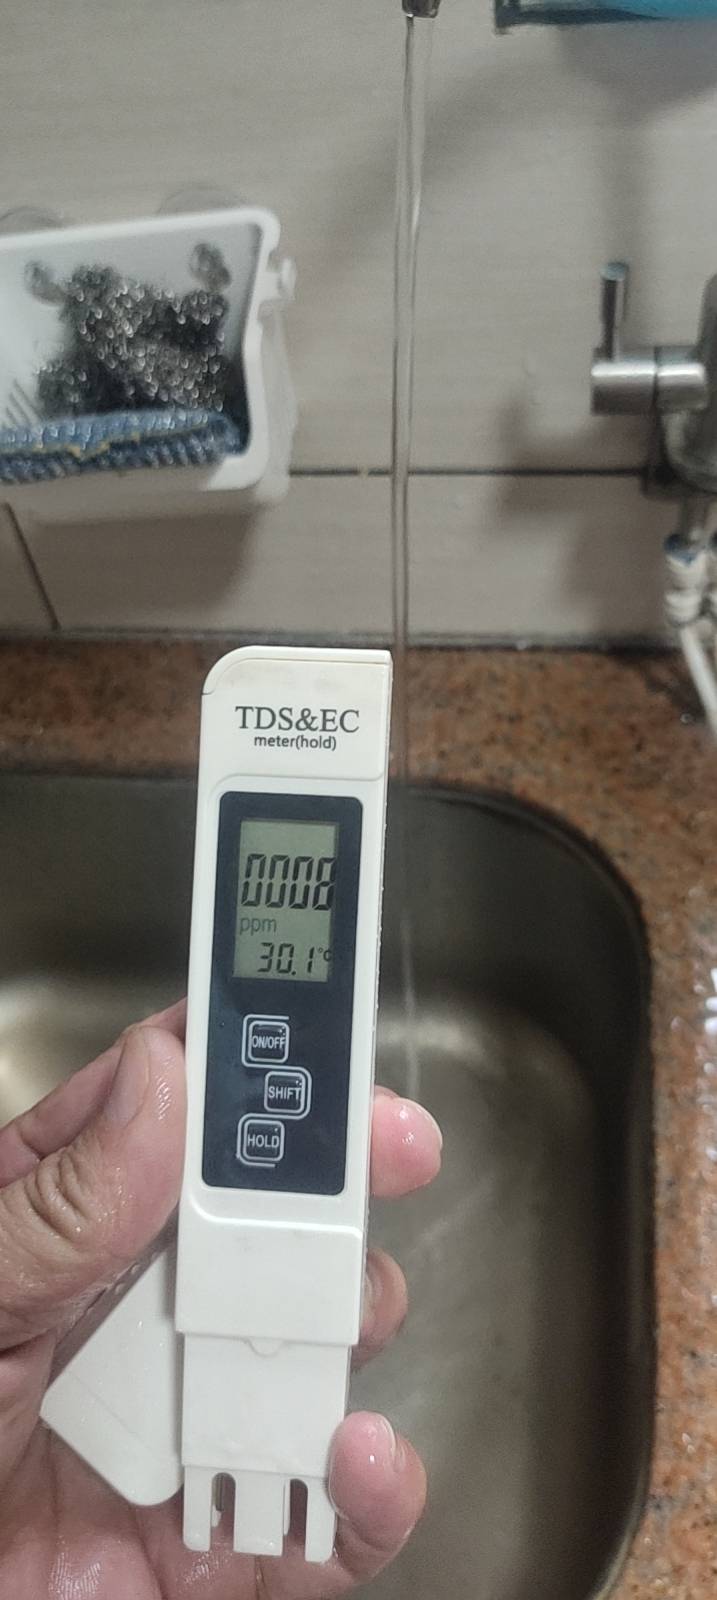 TDS&EC
meter(hold)
0008
ppm
30.1°C
ON/OFF
SHIFT
HOLD